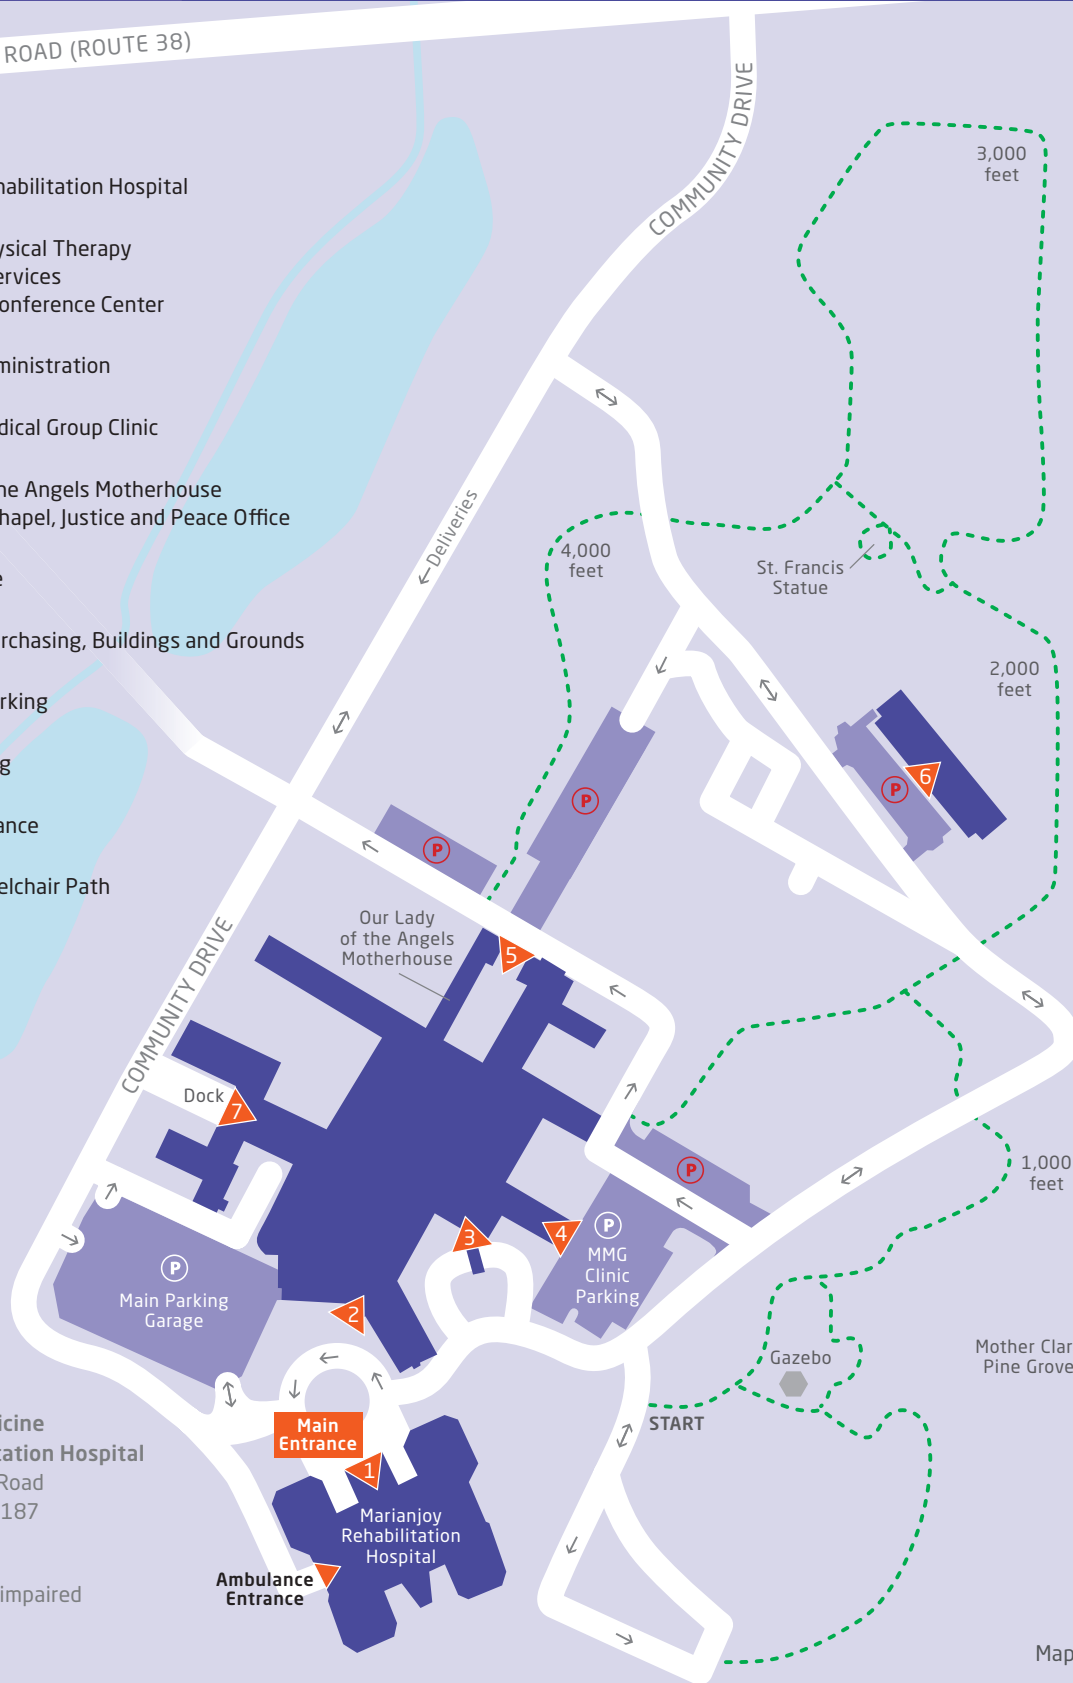 ROAD (ROUTE 38)
COMMUNITY DRIVE
3,000
feet
habilitation Hospital
ysical Therapy
ervices
onference Center
ministration
dical Group Clinic
he Angels Motherhouse
hapel, Justice and Peace Office
e
rchasing, Buildings and Grounds
rking
g
ance
elchair Path
←Deliveries
4,000
feet
St. Francis
Statue
2,000
feet
6
P
P
P
Our Lady
of the Angels
Motherhouse
5
COMMUNITY DRIVE
Dock
7
P
1,000
feet
3
4
P
MMG
Clinic
Parking
P
Main Parking
Garage
2
Gazebo
Mother Clar
Pine Grove
START
Main
Entrance
1
Marianjoy
Rehabilitation
Hospital
Ambulance
Entrance
icine
tation Hospital
Road
187
impaired
Map